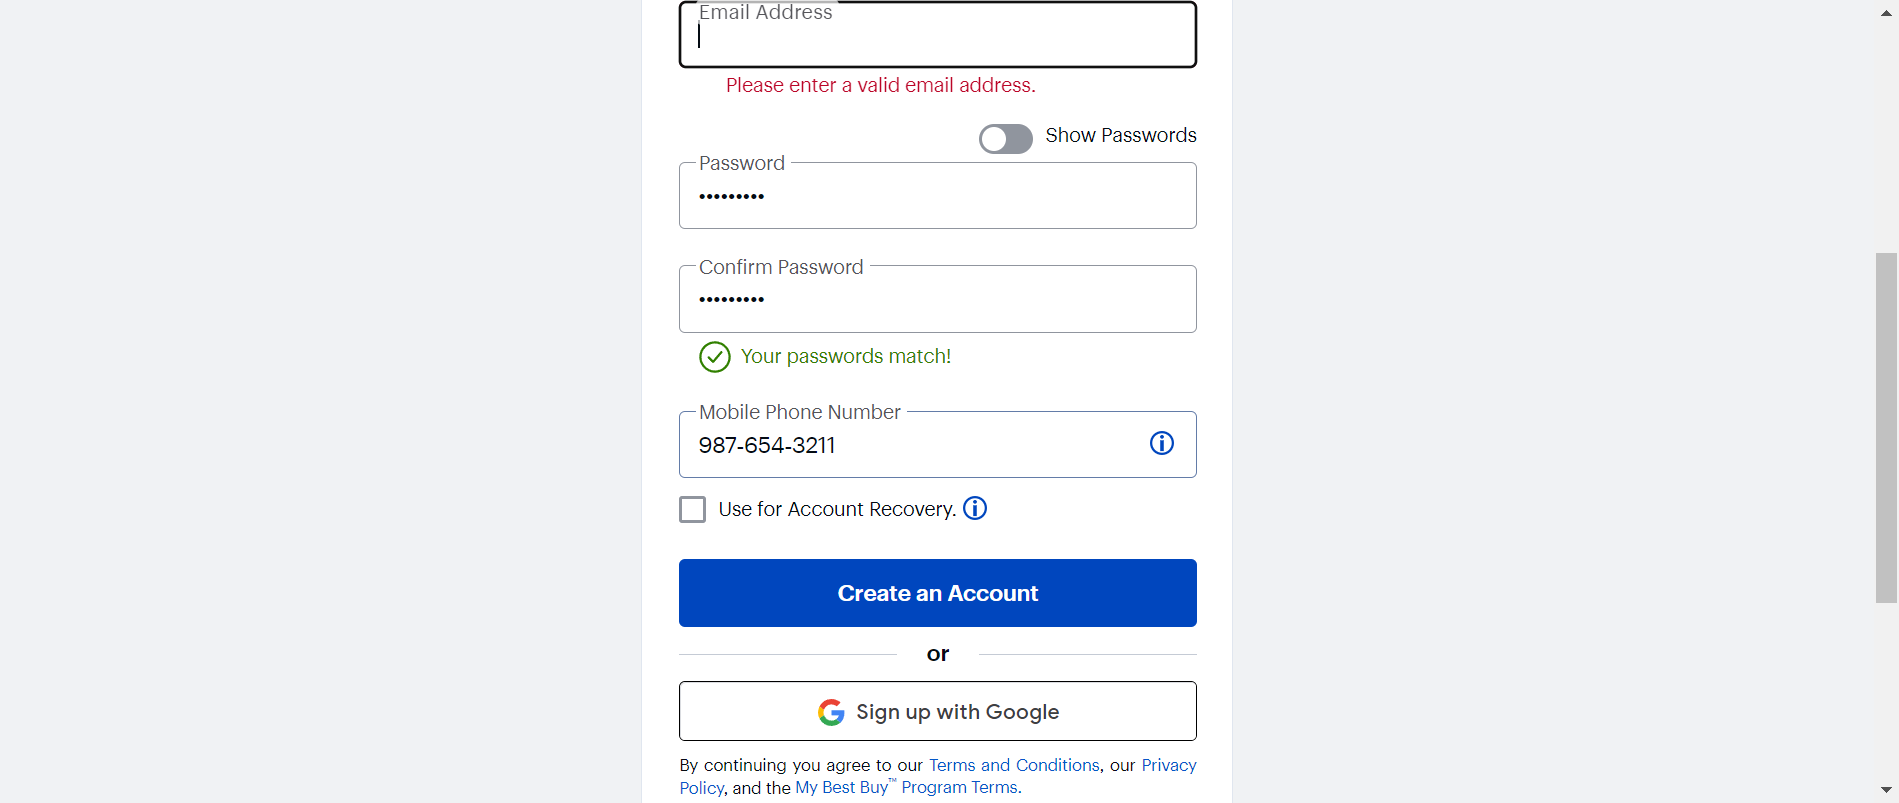 Email Address
Please enter a valid email address.
Show Passwords
Password
•••••••••
Confirm Password
•••••••••
Your passwords match!
Mobile Phone Number
987-654-3211
Use for Account Recovery.
Create an Account
or
Sign up with Google
By continuing you agree to our Terms and Conditions, our Privacy
Policy, and the My Best Buy™ Program Terms.